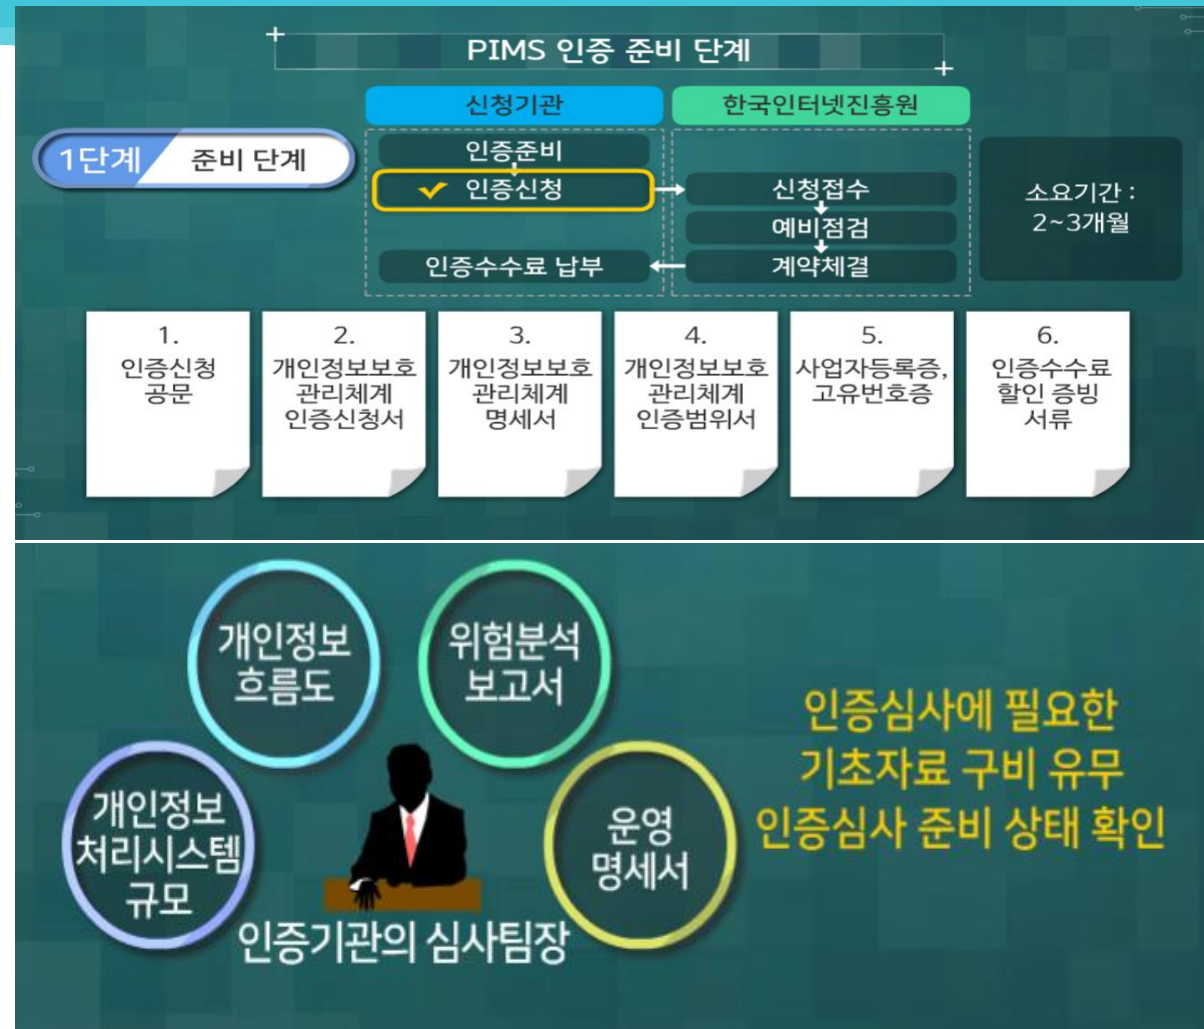 PIMS 인증 준비 단계
신청기관
한국인터넷진흥원
1단계 준비 단계
인증준비
인증신청
신청접수
예비점검
인증수수료 납부
계약체결
소요기간 :
2~3개월
1.
인증신청
공문
2.
개인정보보호
관리체계
인증신청서
3.
개인정보보호
관리체계
명세서
4.
개인정보보호
관리체계
인증범위서
5.
사업자등록증,
고유번호증
6.
인증수수료
할인 증빙
서류
개인정보
흐름도
위험분석
보고서
개인정보
처리시스템
규모
운영
명세서
인증기관의 심사팀장
인증심사에 필요한
기초자료 구비 유무
인증심사 준비 상태 확인